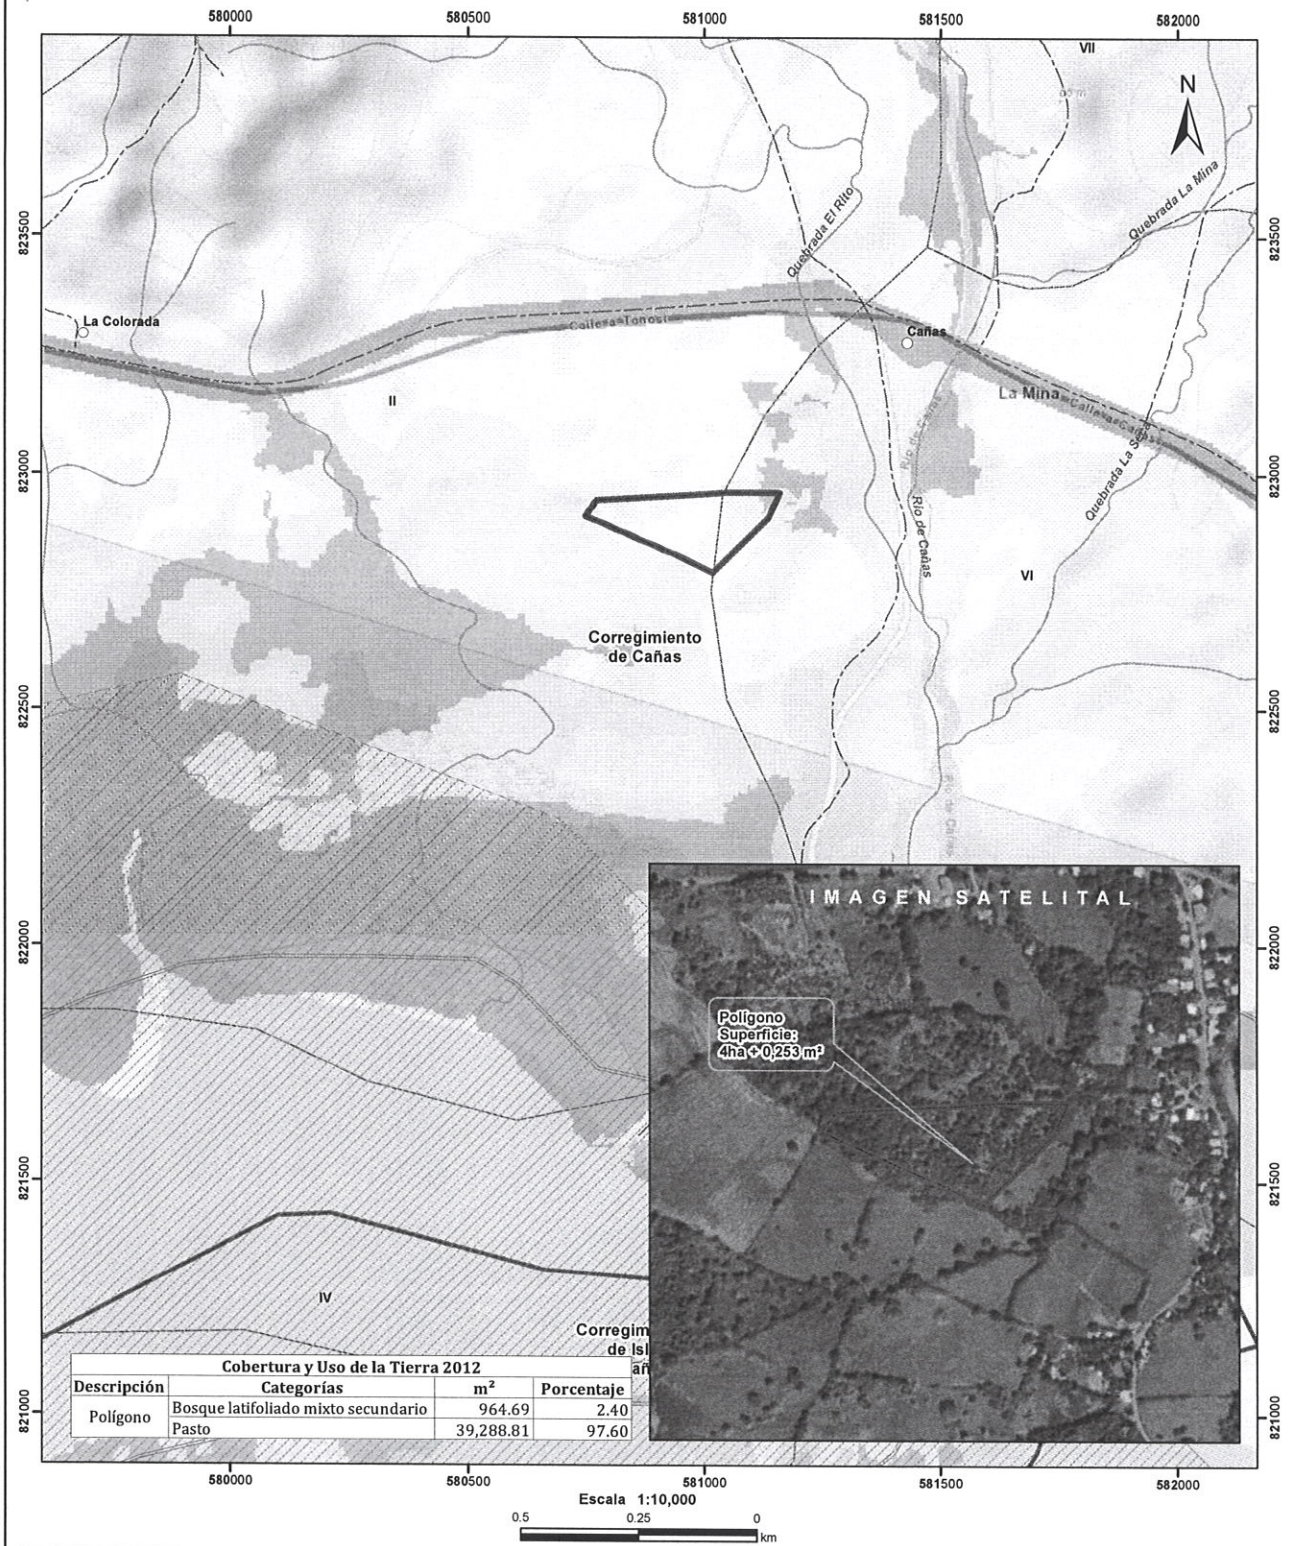 580000 580500 581000 581500 582000
VII
N
Quebrada La Mina
Quebrada El Rito
823500 823500
La Colorada
Calleva=Tonosí
Cañas
II
La Mina
Calleva=Cañas
Río de Cañas
823000 823000
Quebrada La
Río de Cañas
VI
Corregimiento
de Cañas
822500 822500
IMAGEN SATELITAL
822000 822000
Polígono
Superficie:
4ha + 0,253 m²
821500 821500
IV
Corregim
de Isl
añ
Cobertura y Uso de la Tierra 2012
Descripción Categorías m² Porcentaje
Polígono Bosque latifoliado mixto secundario 964.69 2.40
Pasto 39,288.81 97.60
821000 821000
580000 580500 581000 581500 582000
Escala 1:10,000
0.5 0.25 0
km